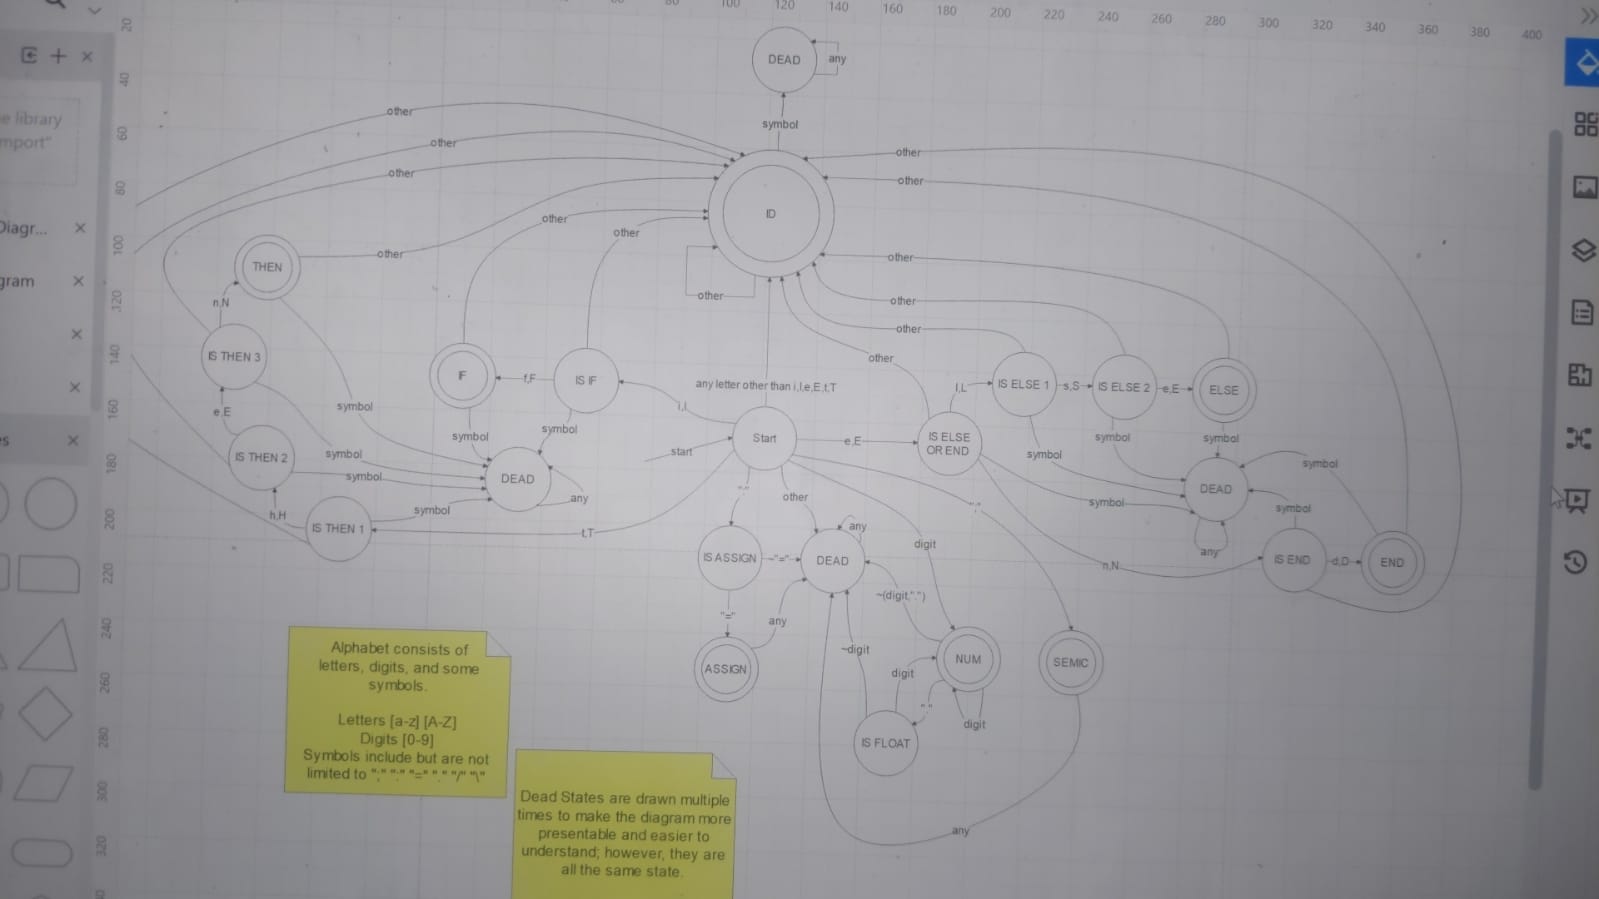 100
120
140
160
180
200
220
240
260
280
300
320
340
360
380
400
20
40
60
80
100
120
140
160
180
200
220
240
260
280
300
320
e library
mport"
Diagr...
gram
DEAD
any
symbol
other
other
other
other
other
ID
other
other
other
other
other
other
other
other
other
THEN
n,N
IS THEN 3
e,E
IS THEN 2
h,H
IS THEN 1
symbol
symbol
symbol
symbol
IF
f,F
IS IF
symbol
symbol
DEAD
any
i,I
any letter other than i,I,e,E,t,T
start
Start
e,E
t,T
IS ELSE
OR END
l,L
IS ELSE 1
s,S
IS ELSE 2
e,E
ELSE
symbol
symbol
symbol
symbol
symbol
symbol
DEAD
any
n,N
IS END
d,D
END
other
digit
IS ASSIGN
~"="
DEAD
any
"="
any
ASSIGN
~(digit,".")
~digit
digit
NUM
"."
digit
IS FLOAT
SEMIC
any
Alphabet consists of
letters, digits, and some
symbols.
Letters [a-z] [A-Z]
Digits [0-9]
Symbols include but are not
limited to ";" ":" "=" "." "/" "\"
Dead States are drawn multiple
times to make the diagram more
presentable and easier to
understand; however, they are
all the same state.